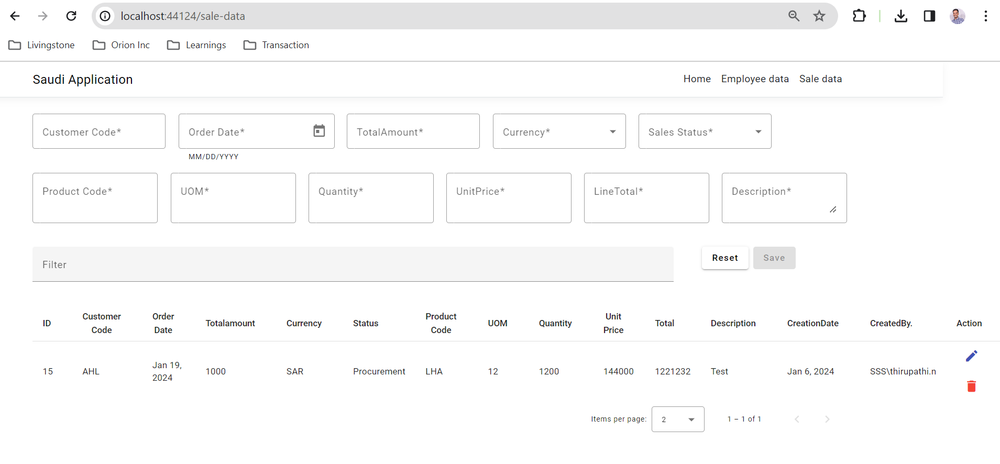 localhost:44124/sale-data
Livingstone Orion Inc Learnings Transaction
Saudi Application Home Employee data Sale data
Customer Code* Order Date* TotalAmount* Currency* Sales Status*
MM/DD/YYYY
Product Code* UOM* Quantity* UnitPrice* LineTotal* Description*
Filter Reset Save
ID Customer Code Order Date Totalamount Currency Status Product Code UOM Quantity Unit Price Total Description CreationDate CreatedBy. Action
15 AHL Jan 19, 2024 1000 SAR Procurement LHA 12 1200 144000 1221232 Test Jan 6, 2024 SSS\thirupathi.n
Items per page: 2 1 – 1 of 1